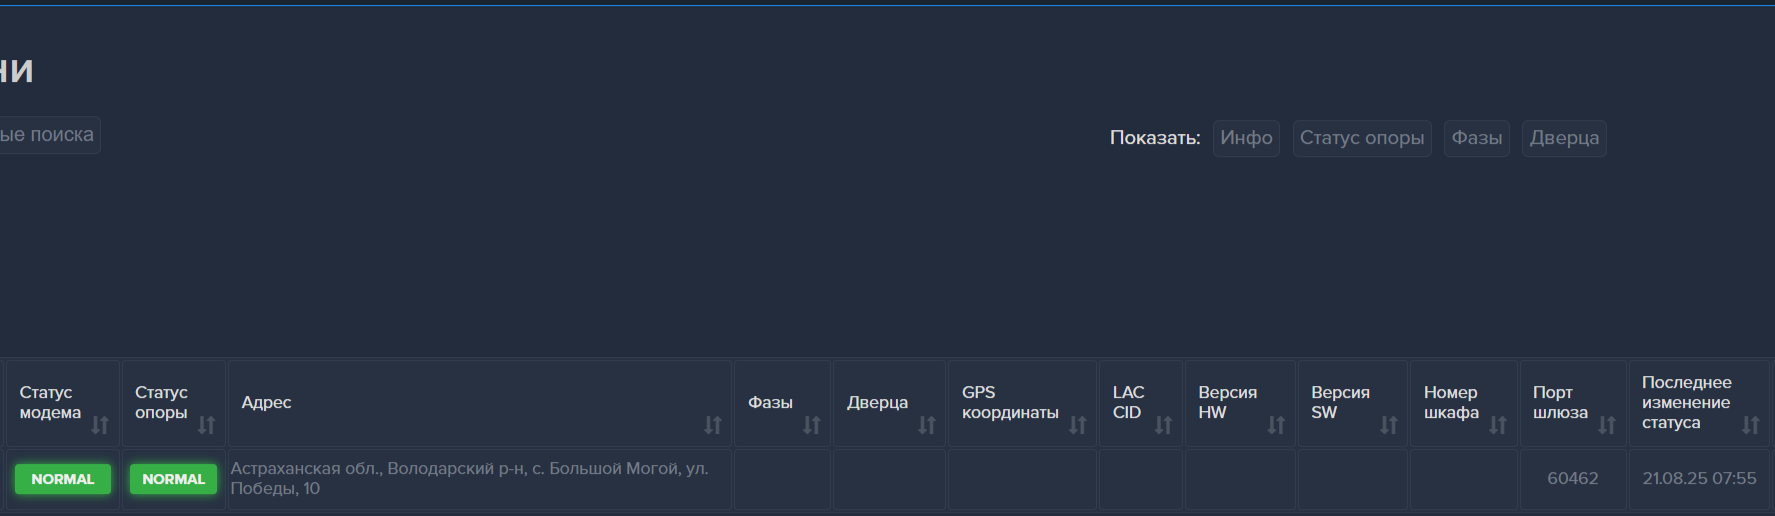 ни
ые поиска
Показать: Инфо Статус опоры Фазы Дверца
Статус модема
Статус опоры
Адрес
Фазы
Дверца
GPS координаты
LAC CID
Версия HW
Версия SW
Номер шкафа
Порт шлюза
Последнее изменение статуса
NORMAL
NORMAL
Астраханская обл., Володарский р-н, с. Большой Могой, ул.
Победы, 10
60462
21.08.25 07:55